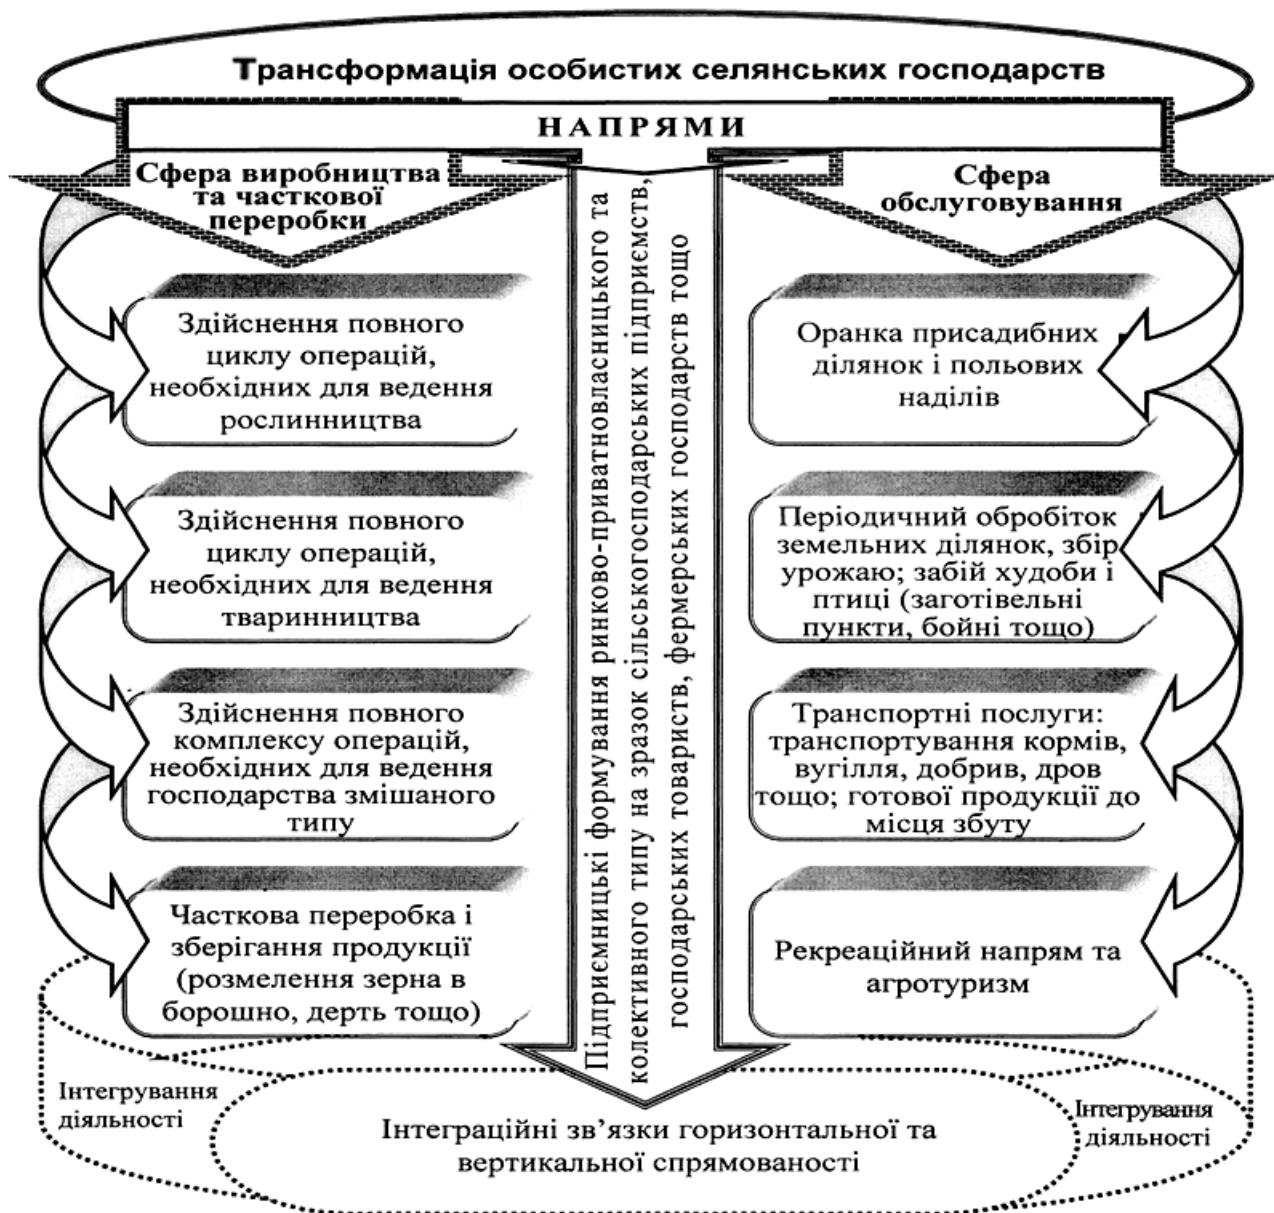 Трансформація особистих селянських господарств
НАПРЯМИ
Сфера виробництва
та часткової
переробки
Здійснення повного
циклу операцій,
необхідних для ведення
рослинництва
Здійснення повного
циклу операцій,
необхідних для ведення
тваринництва
Здійснення повного
комплексу операцій,
необхідних для ведення
господарства змішаного
типу
Часткова переробка і
зберігання продукції
(розмелення зерна в
борошно, дерть тощо)
Підприємницькі формування ринково-приватновласницького та
колективного типу на зразок сільськогосподарських підприємств,
господарських товариств, фермерських господарств тощо
Сфера
обслуговування
Оранка присадибних
ділянок і польових
наділів
Періодичний обробіток
земельних ділянок, збір
урожаю; забій худоби і
птиці (заготівельні
пункти, бойні тощо)
Транспортні послуги:
транспортування кормів,
вугілля, добрив, дров
тощо; готової продукції до
місця збуту
Рекреаційний напрям та
агротуризм
Інтегрування
діяльності
Інтеграційні зв’язки горизонтальної та
вертикальної спрямованості
Інтегрування
діяльності